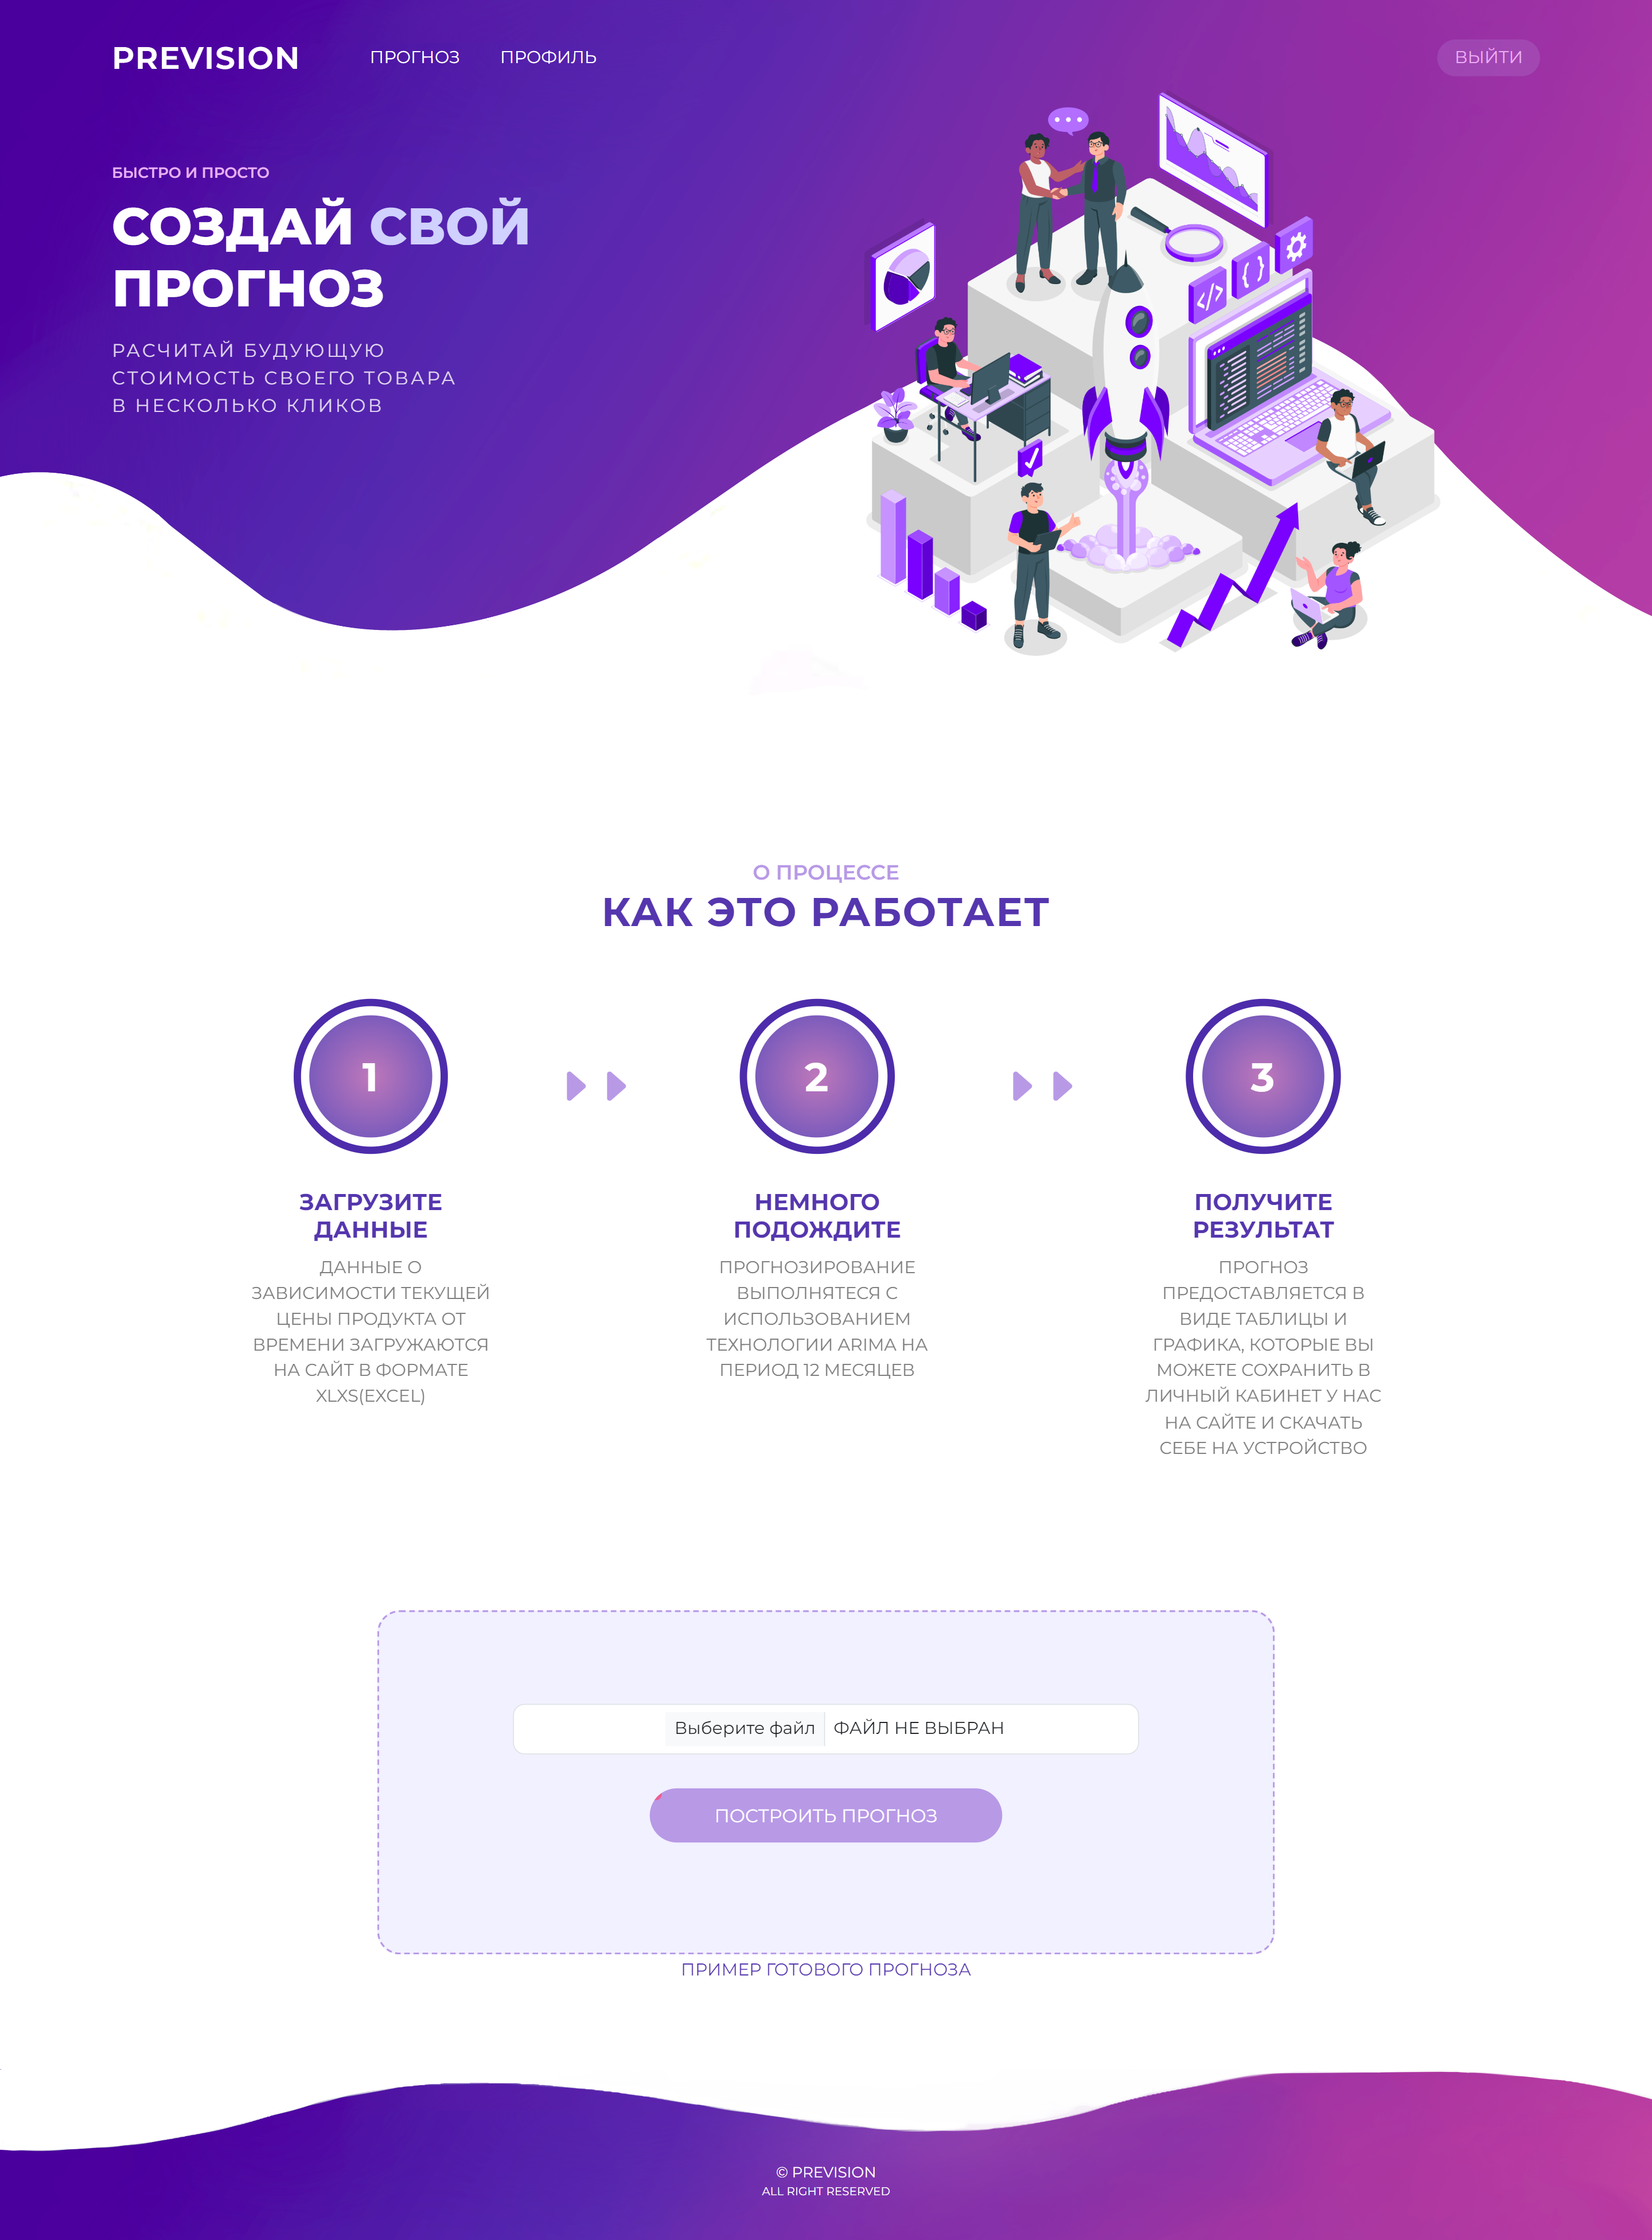 PREVISION
ПРОГНОЗ
ПРОФИЛЬ
ВЫЙТИ
БЫСТРО И ПРОСТО
СОЗДАЙ СВОЙ
ПРОГНОЗ
РАСЧИТАЙ БУДУЮЩУЮ
СТОИМОСТЬ СВОЕГО ТОВАРА
В НЕСКОЛЬКО КЛИКОВ
О ПРОЦЕССЕ
КАК ЭТО РАБОТАЕТ
1
ЗАГРУЗИТЕ
ДАННЫЕ
ДАННЫЕ О
ЗАВИСИМОСТИ ТЕКУЩЕЙ
ЦЕНЫ ПРОДУКТА ОТ
ВРЕМЕНИ ЗАГРУЖАЮТСЯ
НА САЙТ В ФОРМАТЕ
XLXS(EXCEL)
2
НЕМНОГО
ПОДОЖДИТЕ
ПРОГНОЗИРОВАНИЕ
ВЫПОЛНЯТЕСЯ С
ИСПОЛЬЗОВАНИЕМ
ТЕХНОЛОГИИ ARIMA НА
ПЕРИОД 12 МЕСЯЦЕВ
3
ПОЛУЧИТЕ
РЕЗУЛЬТАТ
ПРОГНОЗ
ПРЕДОСТАВЛЯЕТСЯ В
ВИДЕ ТАБЛИЦЫ И
ГРАФИКА, КОТОРЫЕ ВЫ
МОЖЕТЕ СОХРАНИТЬ В
ЛИЧНЫЙ КАБИНЕТ У НАС
НА САЙТЕ И СКАЧАТЬ
СЕБЕ НА УСТРОЙСТВО
Выберите файл ФАЙЛ НЕ ВЫБРАН
ПОСТРОИТЬ ПРОГНОЗ
ПРИМЕР ГОТОВОГО ПРОГНОЗА
© PREVISION
ALL RIGHT RESERVED